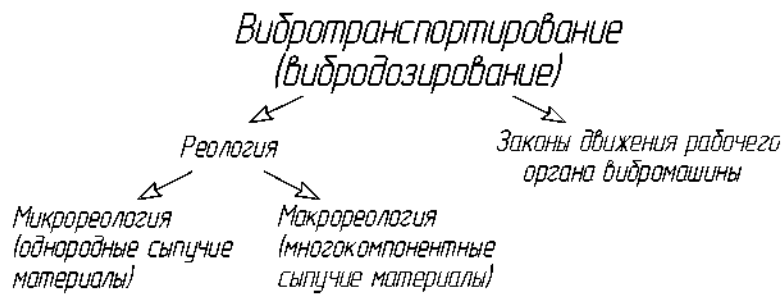 Вибротранспортирование
(вибродозирование)
Реология
Законы движения рабочего
органа вибромашины
Микрореология
(однородные сыпучие
материалы)
Макрореология
(многокомпонентные
сыпучие материалы)